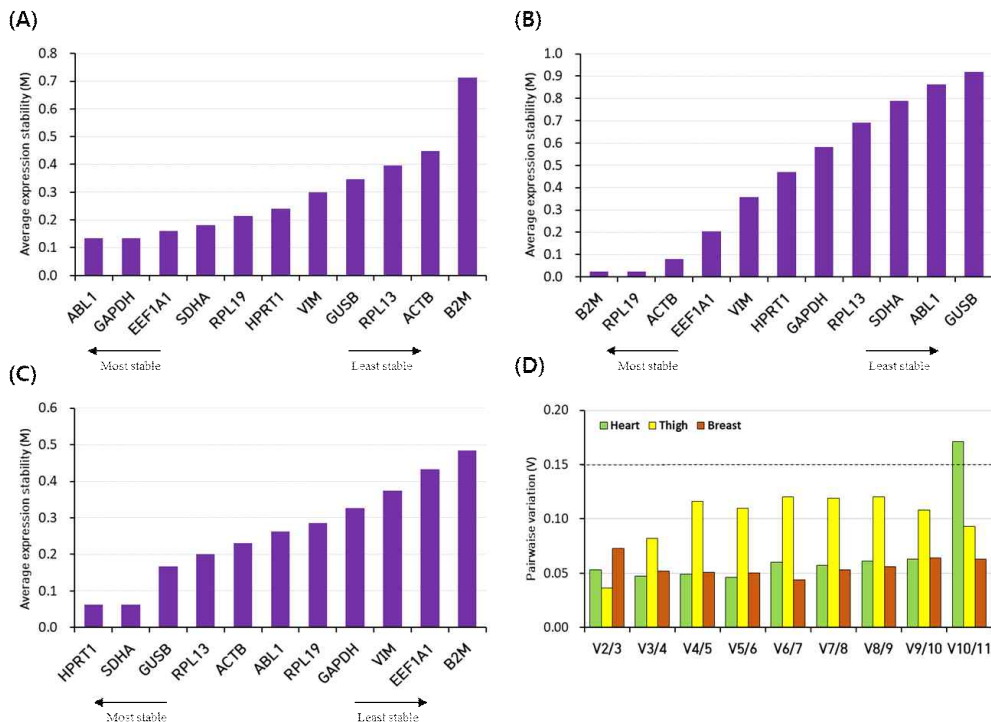 (A)
Average expression stability (M)
0.8
0.7
0.6
0.5
0.4
0.3
0.2
0.1
0.0
ABL1 GAPDH EEF1A1 SDHA RPL19 HPRT1 VIM GUSB RPL13 ACTB B2M
Most stable Least stable
(B)
Average expression stability (M)
1.0
0.9
0.8
0.7
0.6
0.5
0.4
0.3
0.2
0.1
0.0
B2M RPL19 ACTB EEF1A1 VIM HPRT1 GAPDH RPL13 SDHA ABL1 GUSB
Most stable Least stable
(C)
Average expression stability (M)
0.6
0.5
0.4
0.3
0.2
0.1
0.0
HPRT1 SDHA GUSB RPL13 ACTB ABL1 RPL19 GAPDH VIM EEF1A1 B2M
Most stable Least stable
(D)
Pairwaise variation (V)
0.20
0.15
0.10
0.05
0.00
Heart Thigh Breast
V2/3 V3/4 V4/5 V5/6 V6/7 V7/8 V8/9 V9/10 V10/11